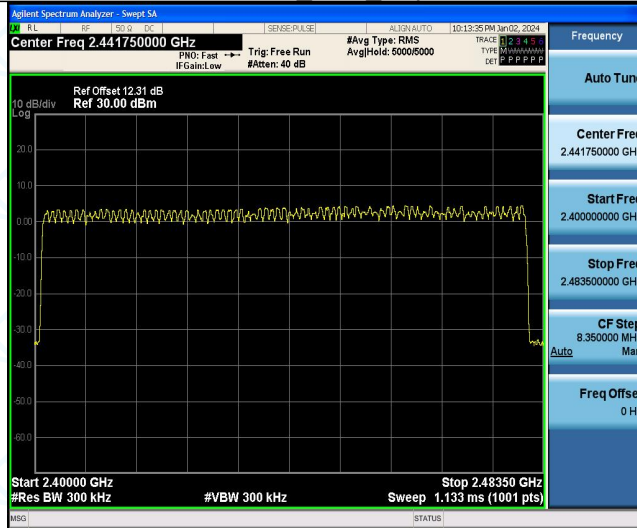 Agilent Spectrum Analyzer - Swept SA
RL RF 50 Ω DC SENSE:PULSE ALIGN AUTO 10:13:35 PM Jan 02, 2024
Center Freq 2.441750000 GHz
PNO: Fast
IFGain:Low
Trig: Free Run
#Atten: 40 dB
#Avg Type: RMS
Avg|Hold: 5000/5000
TRACE 1 2 3 4 5 6
TYPE M
DET P P P P P P
Ref Offset 12.31 dB
10 dB/div Ref 30.00 dBm
Log
20.0
10.0
0.00
-10.0
-20.0
-30.0
-40.0
-50.0
-60.0
Start 2.40000 GHz Stop 2.48350 GHz
#Res BW 300 kHz #VBW 300 kHz Sweep 1.133 ms (1001 pts)
MSG STATUS
Frequency
Auto Tun
Center Fre
2.441750000 GH
Start Fre
2.400000000 GH
Stop Fre
2.483500000 GH
CF Ste
8.350000 MH
Auto Ma
Freq Offse
0 H